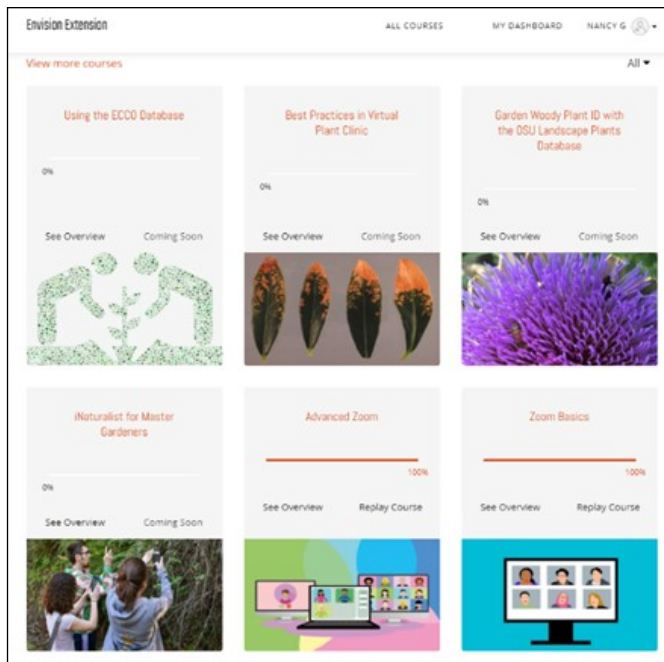 Envision Extension
ALL COURSES
MY DASHBOARD
NANCY G
View more courses
All
Using the ECCO Database
0%
See Overview
Coming Soon
Best Practices in Virtual
Plant Clinic
0%
See Overview
Coming Soon
Garden Woody Plant ID with
the OSU Landscape Plants
Database
0%
See Overview
Coming Soon
iNaturalist for Master
Gardeners
0%
See Overview
Coming Soon
Advanced Zoom
100%
See Overview
Replay Course
Zoom Basics
100%
See Overview
Replay Course